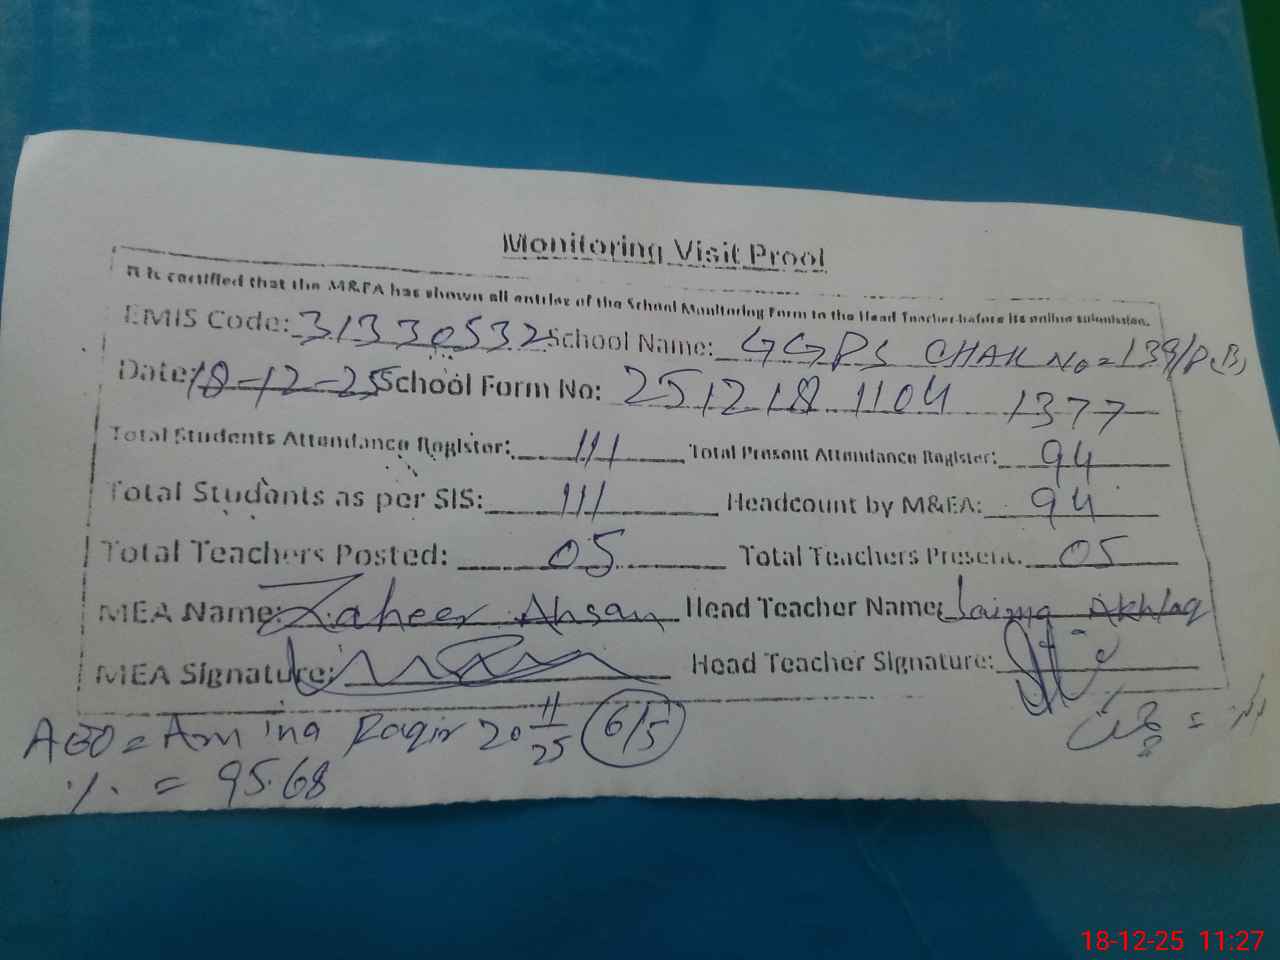 Monitoring Visit Proof
It is certified that the M&EA has shown all entries of the School Monitoring Form to the Head Teacher before its online submission.
EMIS Code: 31330532 School Name: GGPS CHAK No=139/P(B)
Date: 18-12-25 School Form No: 251218 1104 1377
Total Students Attendance Register: 111 Total Present Attendance Register: 94
Total Students as per SIS: 111 Headcount by M&EA: 94
Total Teachers Posted: 05 Total Teachers Present: 05
MEA Name: Zaheer Ahsan Head Teacher Name: Saima Akhlaq
MEA Signature: Head Teacher Signature:
AEO = Amina 20 11/25 6/5
%. = 95.68
18-12-25 11:27